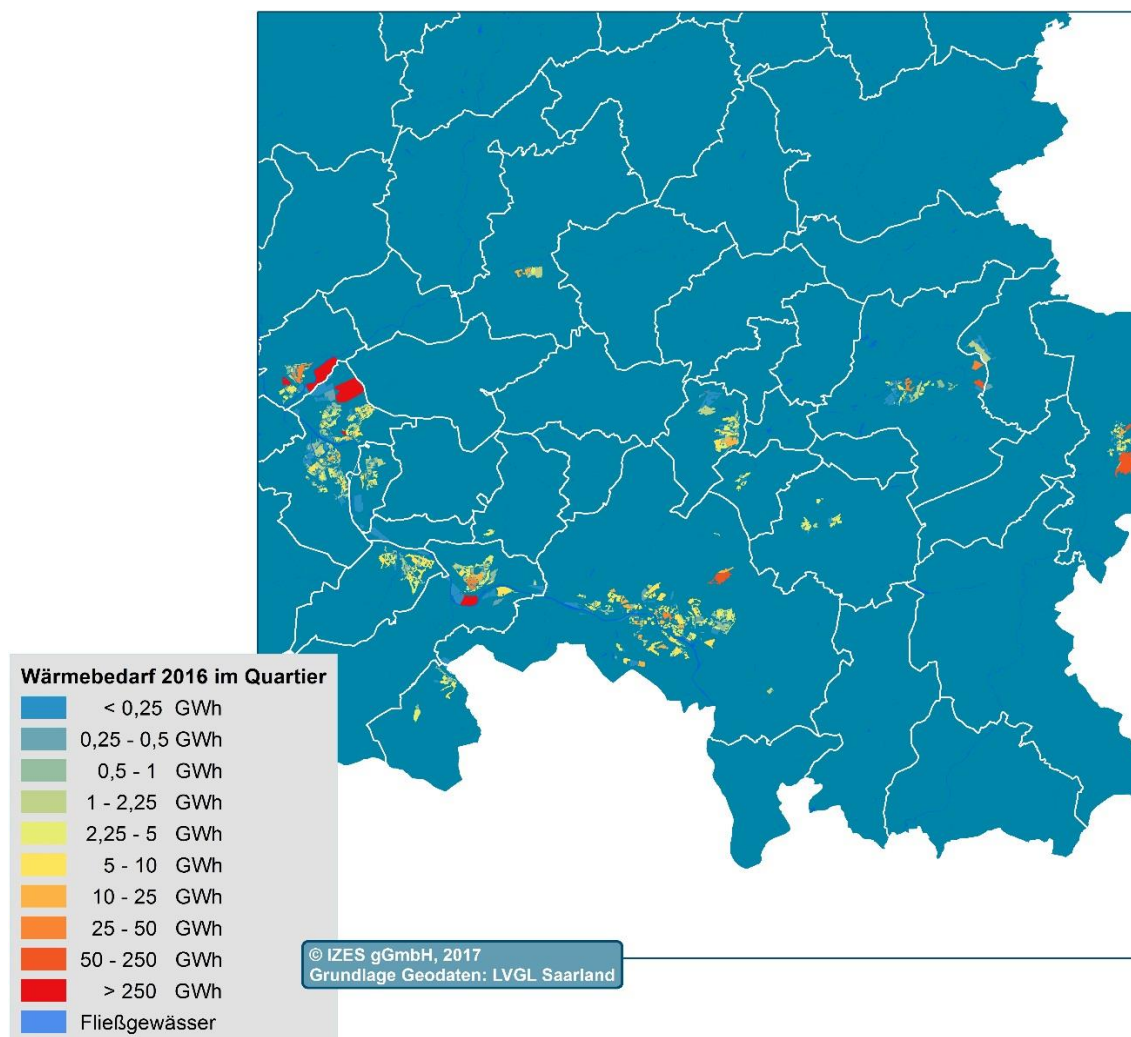 Wärmebedarf 2016 im Quartier
< 0,25 GWh
0,25 - 0,5 GWh
0,5 - 1 GWh
1 - 2,25 GWh
2,25 - 5 GWh
5 - 10 GWh
10 - 25 GWh
25 - 50 GWh
50 - 250 GWh
> 250 GWh
Fließgewässer
© IZES gGmbH, 2017
Grundlage Geodaten: LVGL Saarland